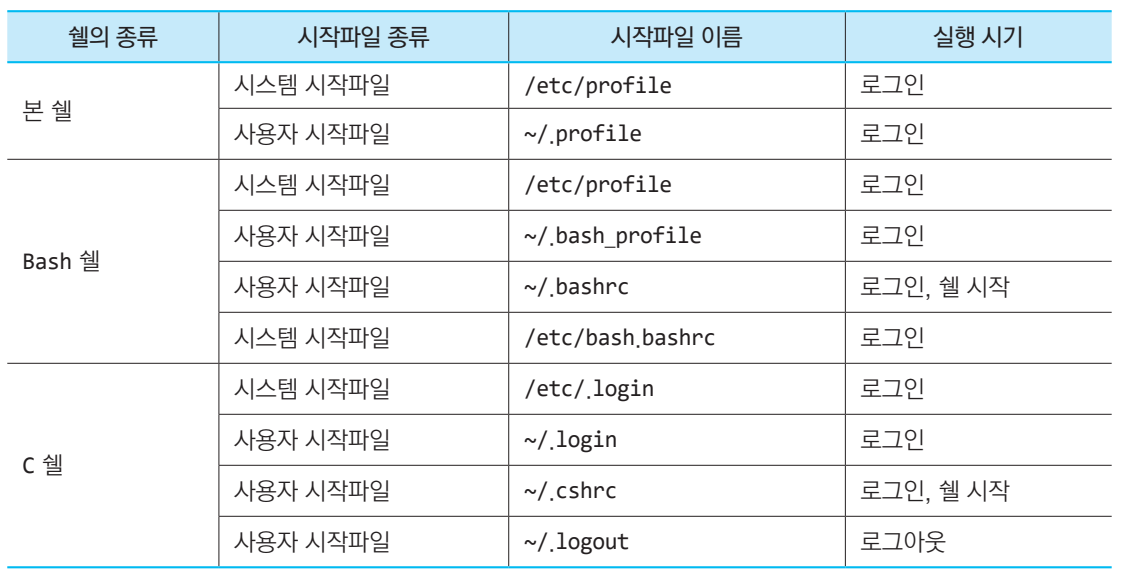 쉘의 종류 시작파일 종류 시작파일 이름 실행 시기
본 쉘 시스템 시작파일 /etc/profile 로그인
사용자 시작파일 ~/.profile 로그인
Bash 쉘 시스템 시작파일 /etc/profile 로그인
사용자 시작파일 ~/.bash_profile 로그인
사용자 시작파일 ~/.bashrc 로그인, 쉘 시작
시스템 시작파일 /etc/bash.bashrc 로그인
C 쉘 시스템 시작파일 /etc/.login 로그인
사용자 시작파일 ~/.login 로그인
사용자 시작파일 ~/.cshrc 로그인, 쉘 시작
사용자 시작파일 ~/.logout 로그아웃